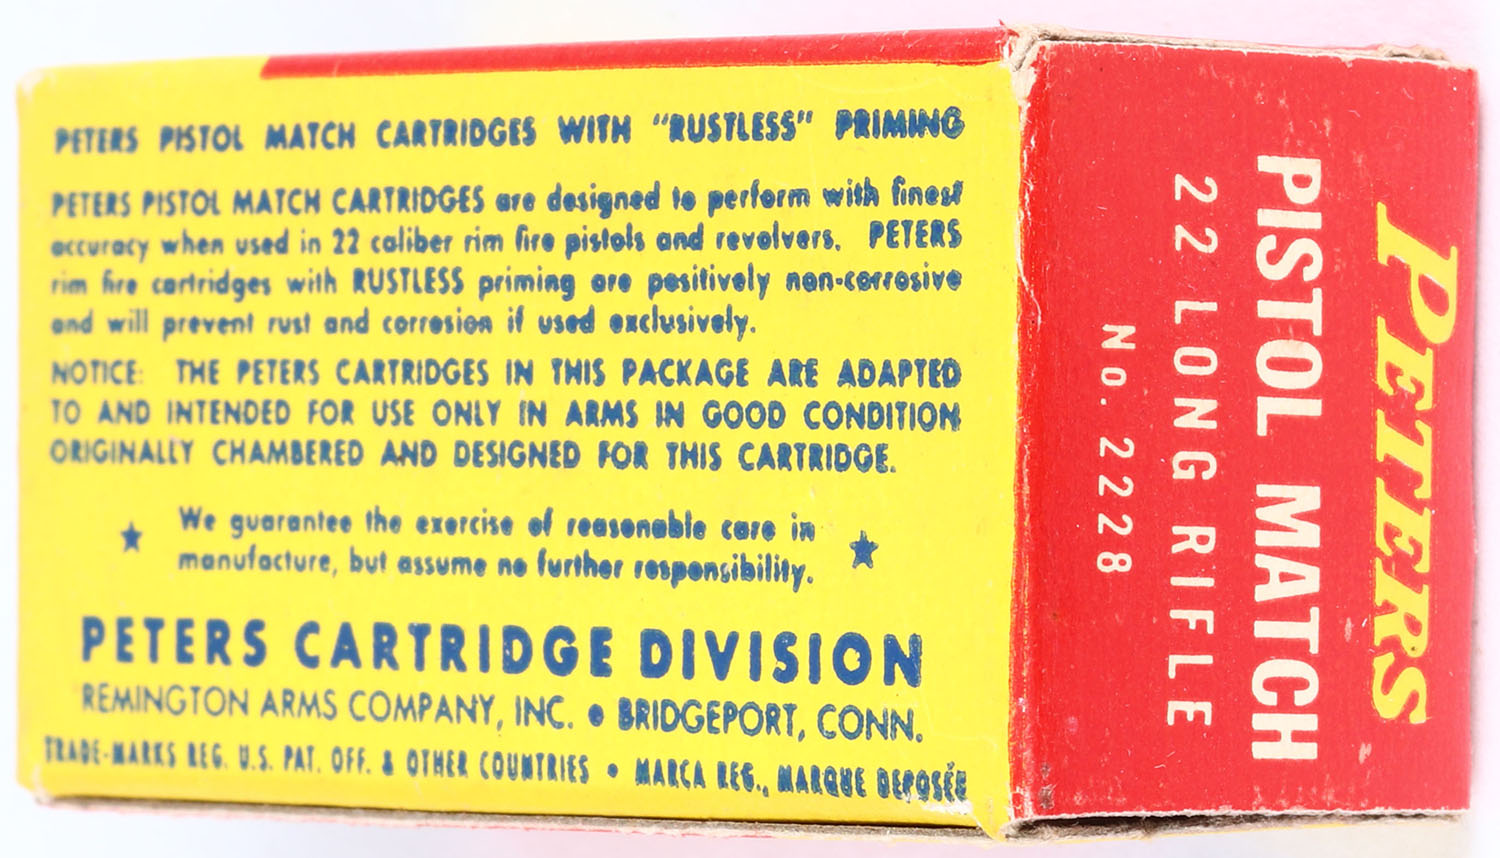 PETERS PISTOL MATCH CARTRIDGES WITH "RUSTLESS" PRIMING
PETERS PISTOL MATCH CARTRIDGES are designed to perform with finest
accuracy when used in 22 caliber rim fire pistols and revolvers. PETERS
rim fire cartridges with RUSTLESS priming are positively non-corrosive
and will prevent rust and corrosion if used exclusively.
NOTICE: THE PETERS CARTRIDGES IN THIS PACKAGE ARE ADAPTED
TO AND INTENDED FOR USE ONLY IN ARMS IN GOOD CONDITION
ORIGINALLY CHAMBERED AND DESIGNED FOR THIS CARTRIDGE.
We guarantee the exercise of reasonable care in
manufacture, but assume no further responsibility.
PETERS CARTRIDGE DIVISION
REMINGTON ARMS COMPANY, INC. • BRIDGEPORT, CONN.
TRADE-MARKS REG. U.S. PAT. OFF. & OTHER COUNTRIES • MARCA REG., MARQUE DEPOSÉE
PETERS
PISTOL MATCH
22 LONG RIFLE
No. 2228